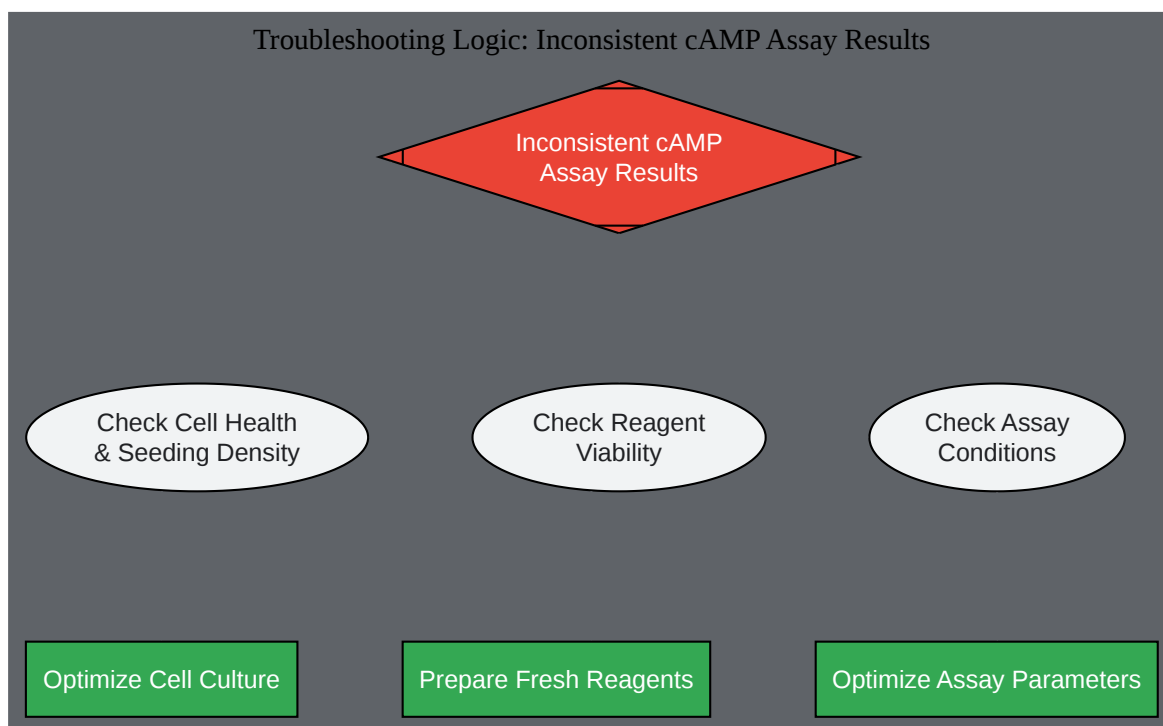 Troubleshooting Logic: Inconsistent cAMP Assay Results
Inconsistent cAMP
Assay Results
Check Cell Health
& Seeding Density
Check Reagent
Viability
Check Assay
Conditions
Optimize Cell Culture
Prepare Fresh Reagents
Optimize Assay Parameters